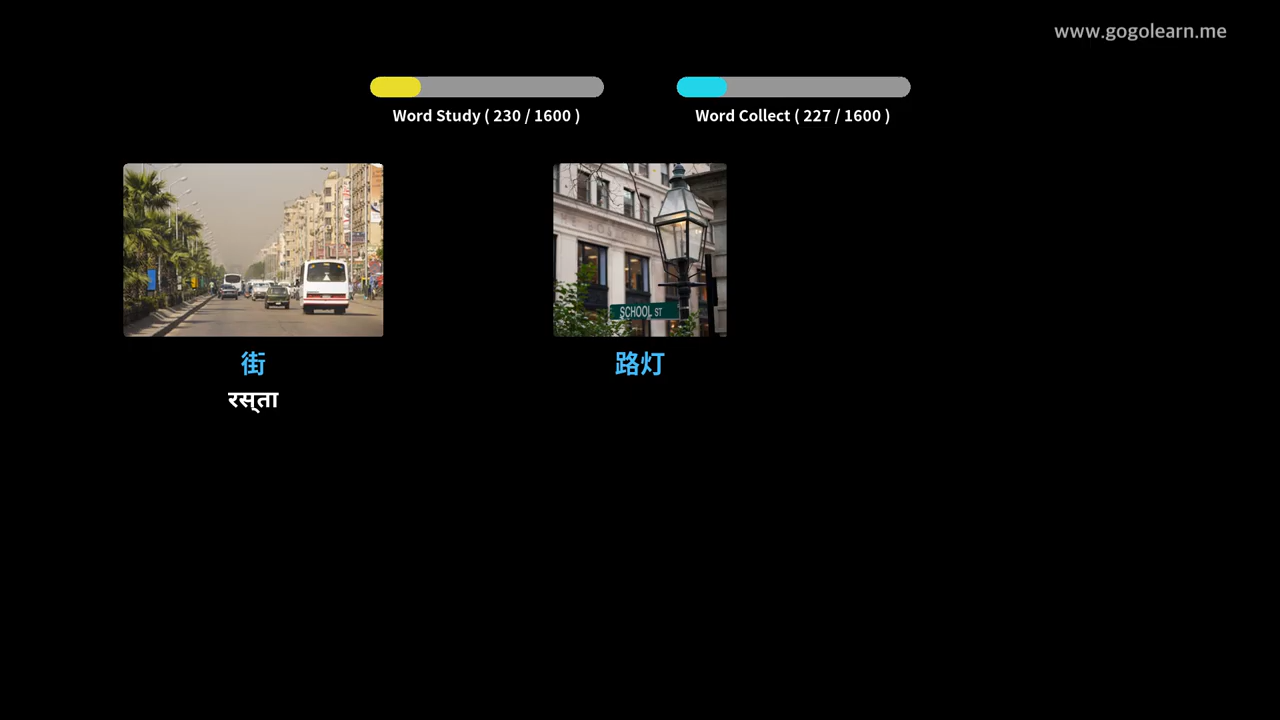 www.gogolearn.me
Word Study ( 230 / 1600 )
Word Collect ( 227 / 1600 )
SCHOOL ST
街
路灯
रस्ता